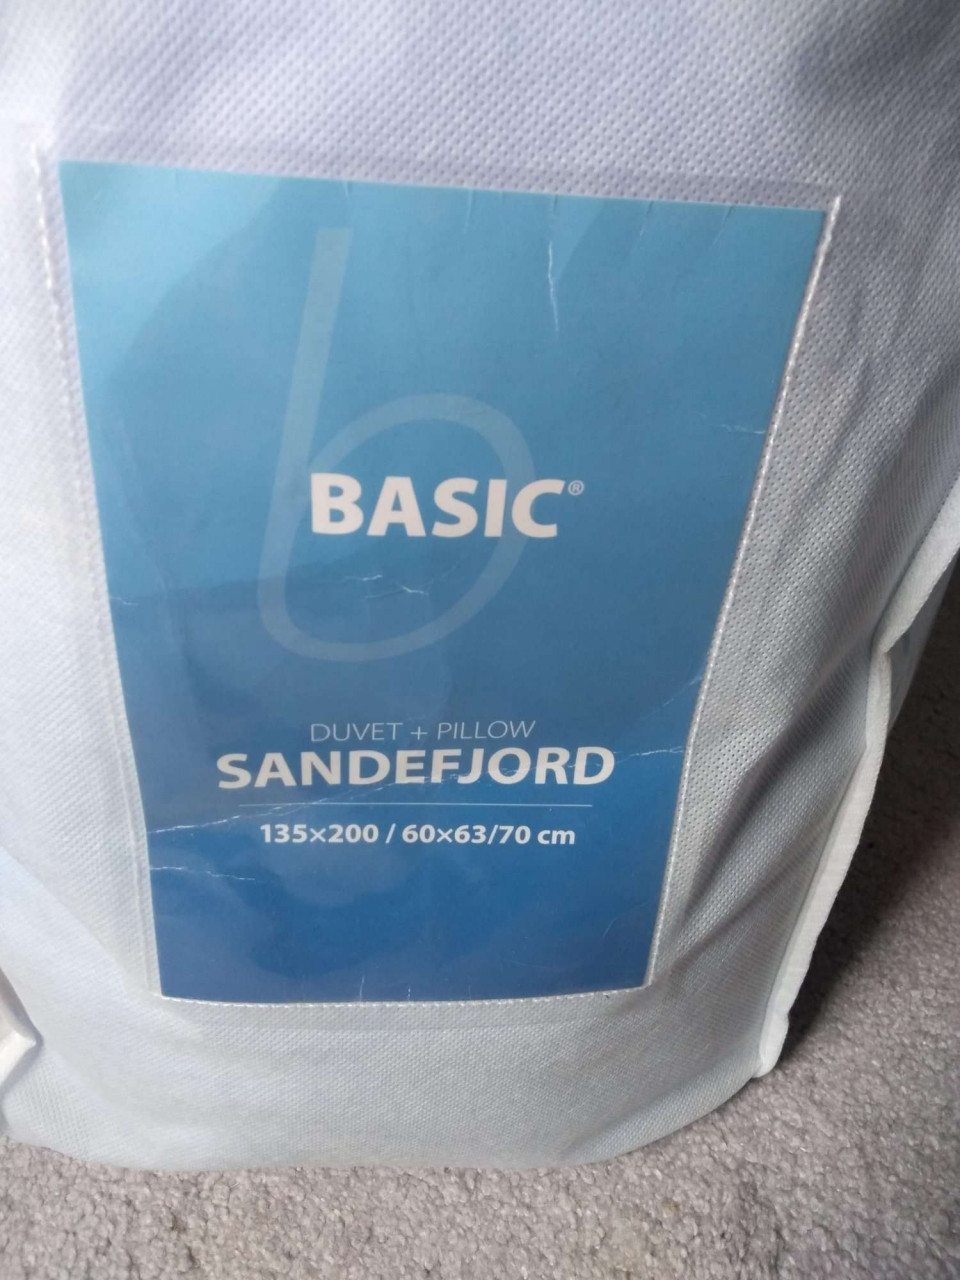 b
BASIC®
DUVET + PILLOW
SANDEFJORD
135×200 / 60×63/70 cm